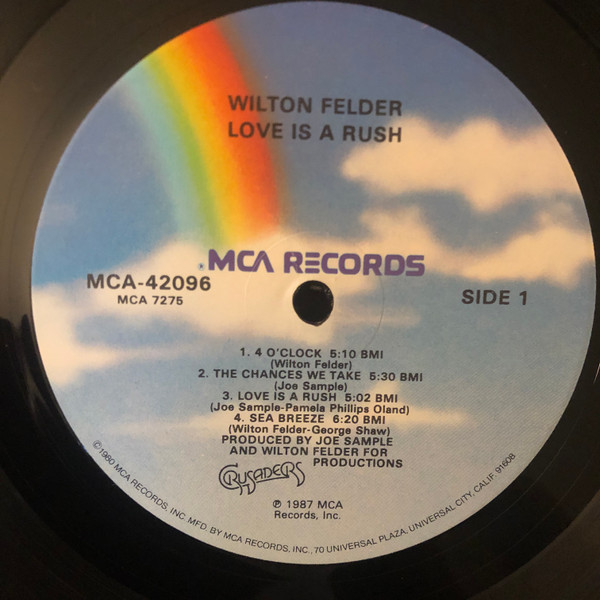 WILTON FELDER
LOVE IS A RUSH
MCA RECORDS
MCA-42096
MCA 7275
SIDE 1
1. 4 O'CLOCK 5:10 BMI
(Wilton Felder)
2. THE CHANCES WE TAKE 5:30 BMI
(Joe Sample)
3. LOVE IS A RUSH 5:02 BMI
(Joe Sample-Pamela Phillips Oland)
4. SEA BREEZE 6:20 BMI
(Wilton Felder-George Shaw)
PRODUCED BY JOE SAMPLE
AND WILTON FELDER FOR
CRUSADERS PRODUCTIONS
℗ 1987 MCA
Records, Inc.
©1980 MCA RECORDS, INC. MFD. BY MCA RECORDS, INC., 70 UNIVERSAL PLAZA, UNIVERSAL CITY, CALIF. 91608